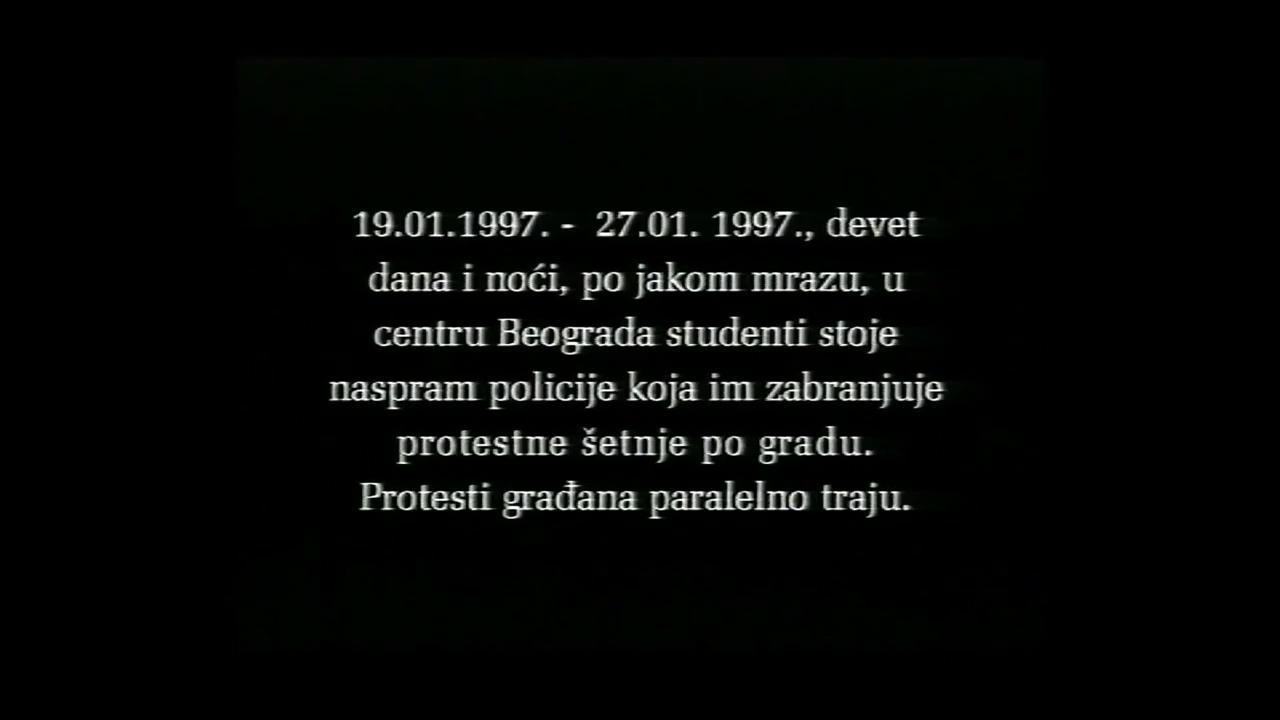 19.01.1997. - 27.01. 1997., devet
dana i noći, po jakom mrazu, u
centru Beograda studenti stoje
naspram policije koja im zabranjuje
protestne šetnje po gradu.
Protesti građana paralelno traju.